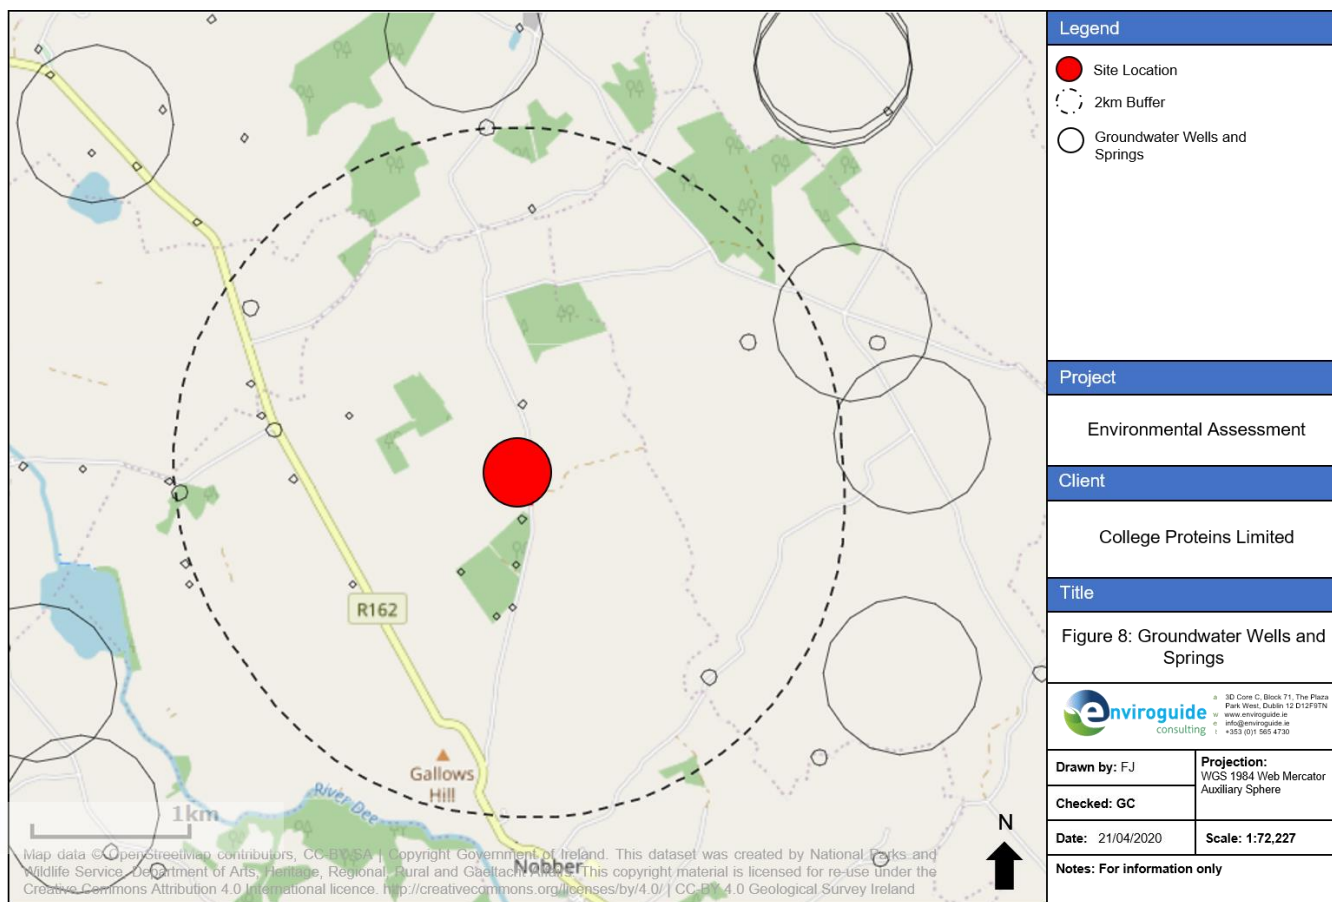 R162
Gallows
Hill
River Dee
Nobber
1km
Map data © OpenStreetMap contributors, CC-BY-SA | Copyright Government of Ireland. This dataset was created by National Parks and
Wildlife Service, Department of Arts, Heritage, Regional, Rural and Gaeltacht Affairs. This copyright material is licensed for re-use under the
Creative Commons Attribution 4.0 International licence. http://creativecommons.org/licenses/by/4.0/ | CC-BY 4.0 Geological Survey Ireland
N
Legend
Site Location
2km Buffer
Groundwater Wells and
Springs
Project
Environmental Assessment
Client
College Proteins Limited
Title
Figure 8: Groundwater Wells and
Springs
enviroguide
consulting
a 3D Core C, Block 71, The Plaza
Park West, Dublin 12 D12F9TN
w www.enviroguide.ie
e info@enviroguide.ie
t +353 (0)1 565 4730
Drawn by: FJ
Checked: GC
Projection:
WGS 1984 Web Mercator
Auxiliary Sphere
Date: 21/04/2020
Scale: 1:72,227
Notes: For information only